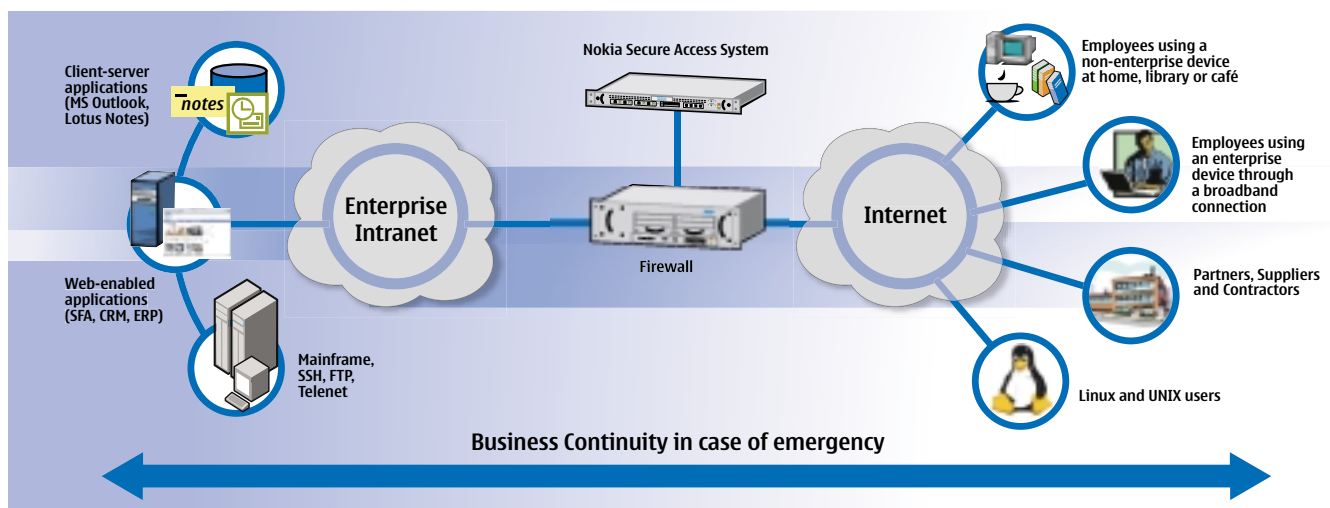 Client-server
applications
(MS Outlook,
Lotus Notes)
notes
Web-enabled
applications
(SFA, CRM, ERP)
Mainframe,
SSH, FTP,
Telnet
Enterprise
Intranet
Nokia Secure Access System
Firewall
Internet
Employees using a
non-enterprise device
at home, library or café
Employees using
an enterprise
device through
a broadband
connection
Partners, Suppliers
and Contractors
Linux and UNIX users
Business Continuity in case of emergency